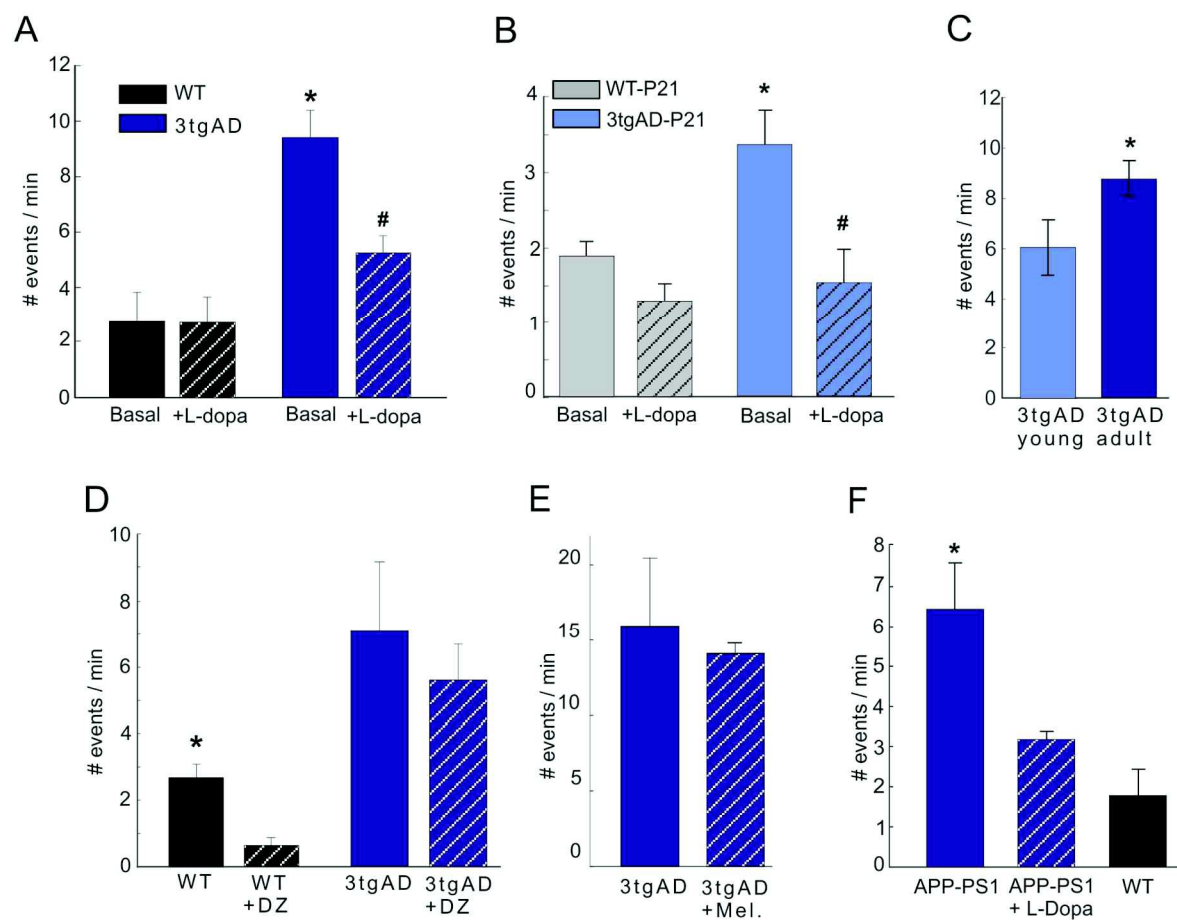 A
# events / min
12
10
8
6
4
2
0
WT
3tgAD
*
#
Basal +L-dopa Basal +L-dopa
B
# events / min
4
3
2
1
0
WT-P21
3tgAD-P21
*
#
Basal +L-dopa Basal +L-dopa
C
# events / min
12
10
8
6
4
2
0
*
3tgAD 3tgAD
young adult
D
# events / min
10
8
6
4
2
0
*
WT WT 3tgAD 3tgAD
+DZ +DZ
E
# events / min
20
15
10
5
0
3tgAD 3tgAD
+Mel.
F
# events / min
8
7
6
5
4
3
2
1
0
*
APP-PS1 APP-PS1 WT
+ L-Dopa